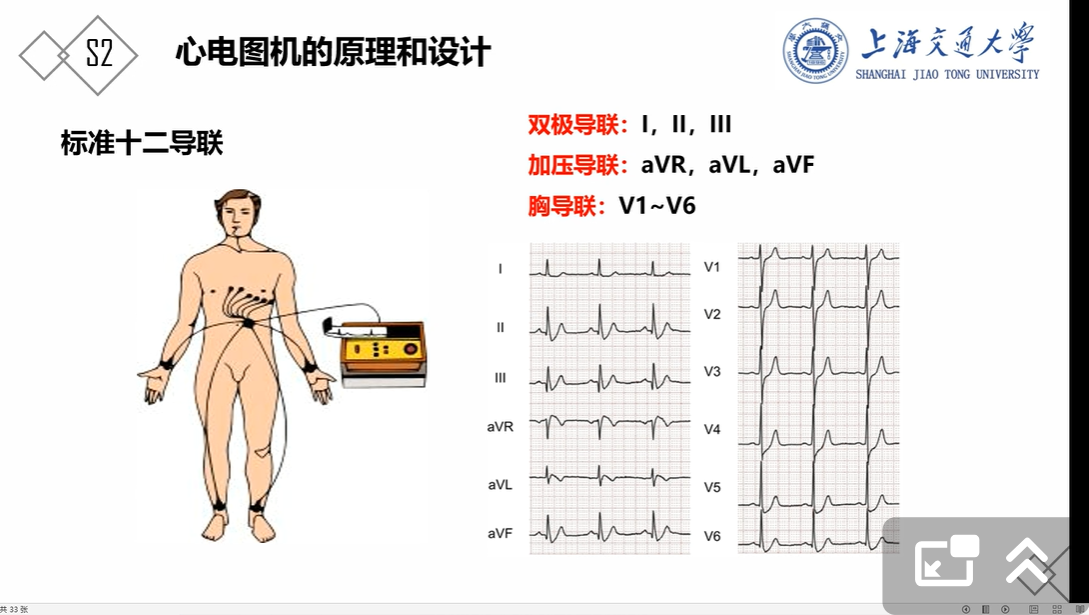 S2
心电图机的原理和设计
上海交通大学
SHANGHAI JIAO TONG UNIVERSITY
标准十二导联
双极导联：I，II，III
加压导联：aVR，aVL，aVF
胸导联：V1~V6
I
II
III
aVR
aVL
aVF
V1
V2
V3
V4
V5
V6
共 33 张